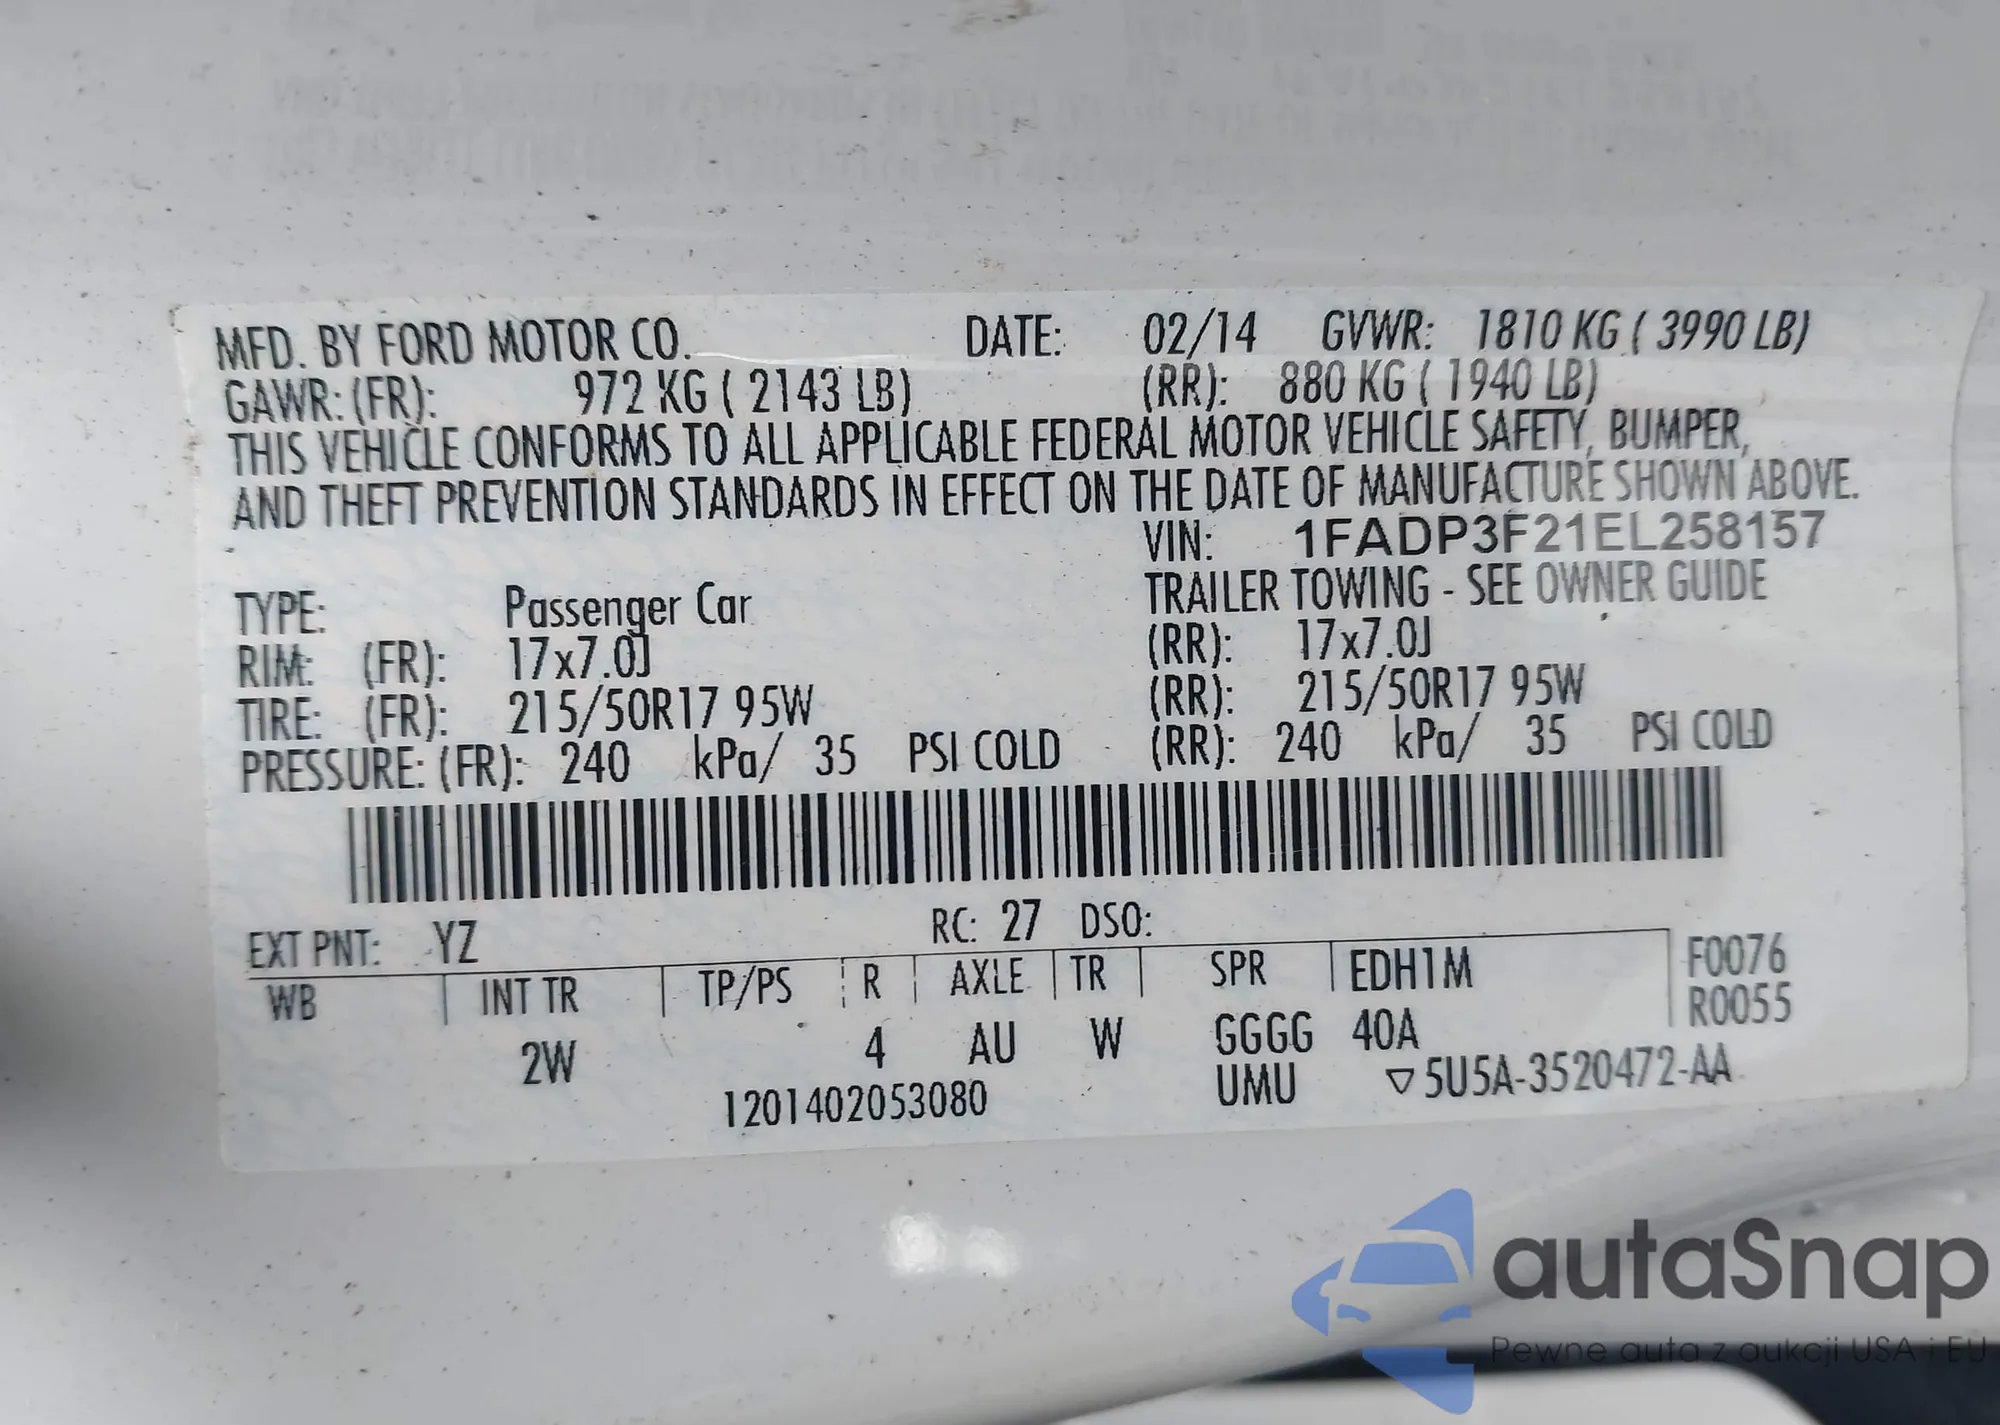 MFD. BY FORD MOTOR CO. DATE: 02/14 GVWR: 1810 KG ( 3990 LB)
GAWR: (FR): 972 KG ( 2143 LB) (RR): 880 KG ( 1940 LB)
THIS VEHICLE CONFORMS TO ALL APPLICABLE FEDERAL MOTOR VEHICLE SAFETY, BUMPER,
AND THEFT PREVENTION STANDARDS IN EFFECT ON THE DATE OF MANUFACTURE SHOWN ABOVE.
VIN: 1FADP3F21EL258157
TYPE: Passenger Car TRAILER TOWING - SEE OWNER GUIDE
RIM: (FR): 17x7.0J (RR): 17x7.0J
TIRE: (FR): 215/50R17 95W (RR): 215/50R17 95W
PRESSURE: (FR): 240 kPa/ 35 PSI COLD (RR): 240 kPa/ 35 PSI COLD
EXT PNT: YZ RC: 27 DSO:
WB INT TR TP/PS R AXLE TR SPR EDH1M F0076
R0055
2W 4 AU W GGGG 40A
UMU ▽5U5A-3520472-AA
1201402053080
autaSnap
Pewne auta z aukcji USA i EU